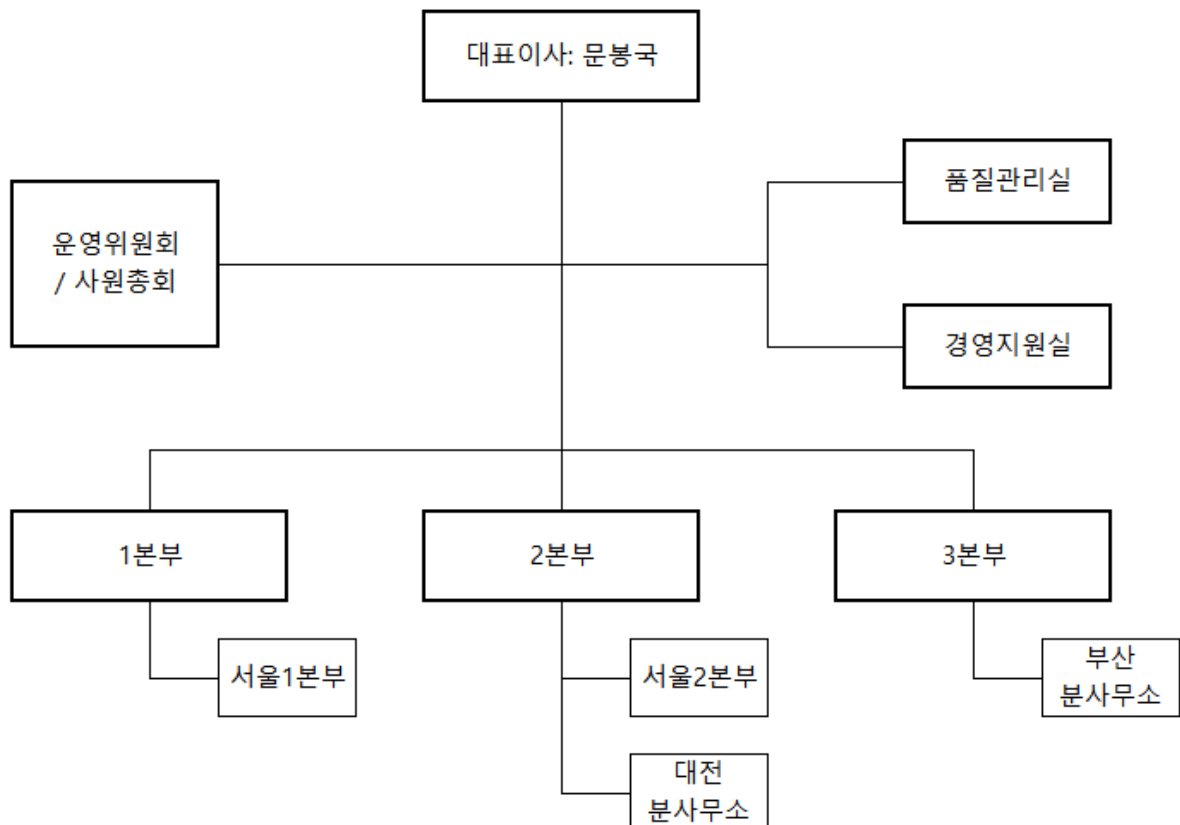 대표이사: 문봉국
품질관리실
운영위원회
/ 사원총회
경영지원실
1본부
2본부
3본부
서울1본부
서울2본부
부산
분사무소
대전
분사무소